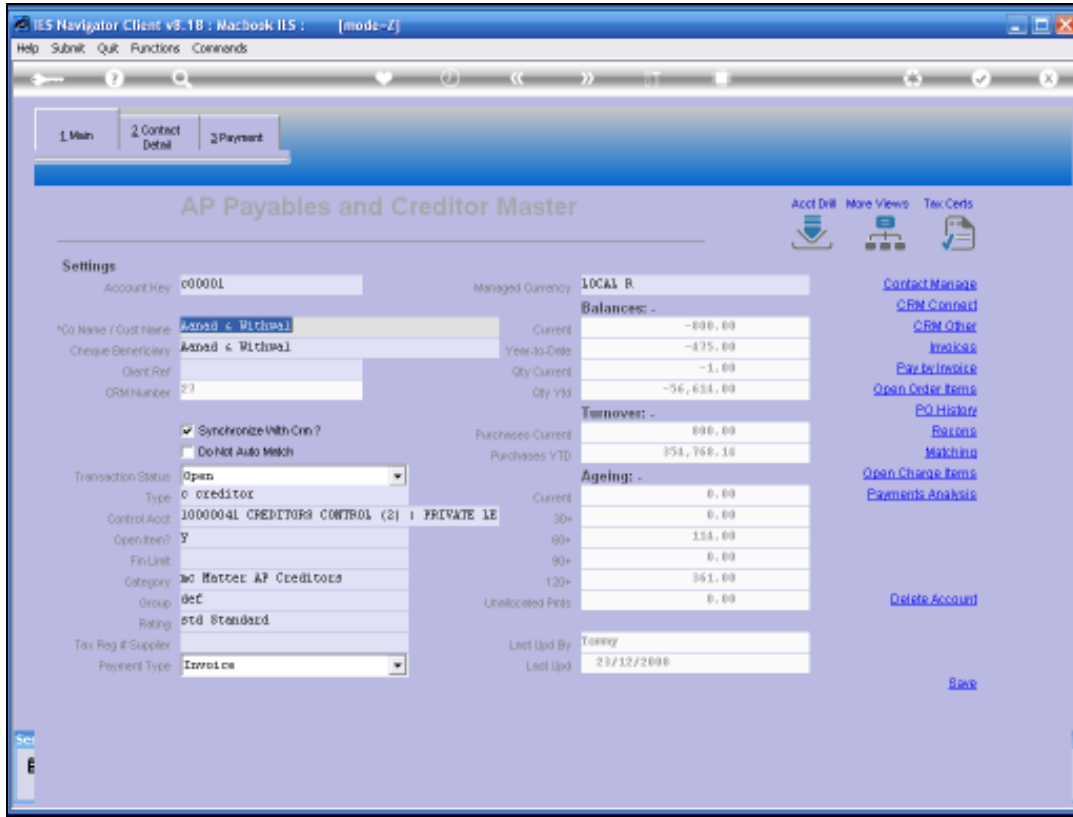 IES Navigator Client v8.18 : Macbook IES : [mode-Z]
Help Submit Quit Functions Commands
1 Main
2 Contact Detail
3 Payment
AP Payables and Creditor Master
Acct Drill More Views Tax Certs
Settings
Account Key c00001
Managed Currency LOCAL R
Contact Manage
Balances: -
CRM Connect
*Co Name / Cust Name Aanad & Withwal
Current -800.00
CRM Other
Cheque Beneficiary Aanad & Withwal
Year-to-Date -475.00
Invoices
Client Ref
Qty Current -1.00
Pay by Invoice
CRM Number 27
Qty Ytd
Open Order Items
Turnover: -
PO History
Synchronize With Crm ?
Purchases Current 800.00
Recons
Do Not Auto Match
Purchases YTD 354,768.14
Matching
Transaction Status Open
Ageing: -
Open Charge Items
Type c creditor
Current 0.00
Payments Analysis
Control Acct 10000041 CREDITORS CONTROL (2) : PRIVATE LE
30+ 0.00
Open Item? Y
60+ 114.00
Fin Limit
90+ 0.00
Category mc Matter AP Creditors
120+ 361.00
Group def
Unallocated Pmts 0.00
Delete Account
Rating std Standard
Tax Reg # Supplier
Last Upd By Tommy
Payment Type Invoice
Last Upd 23/12/2008
Save